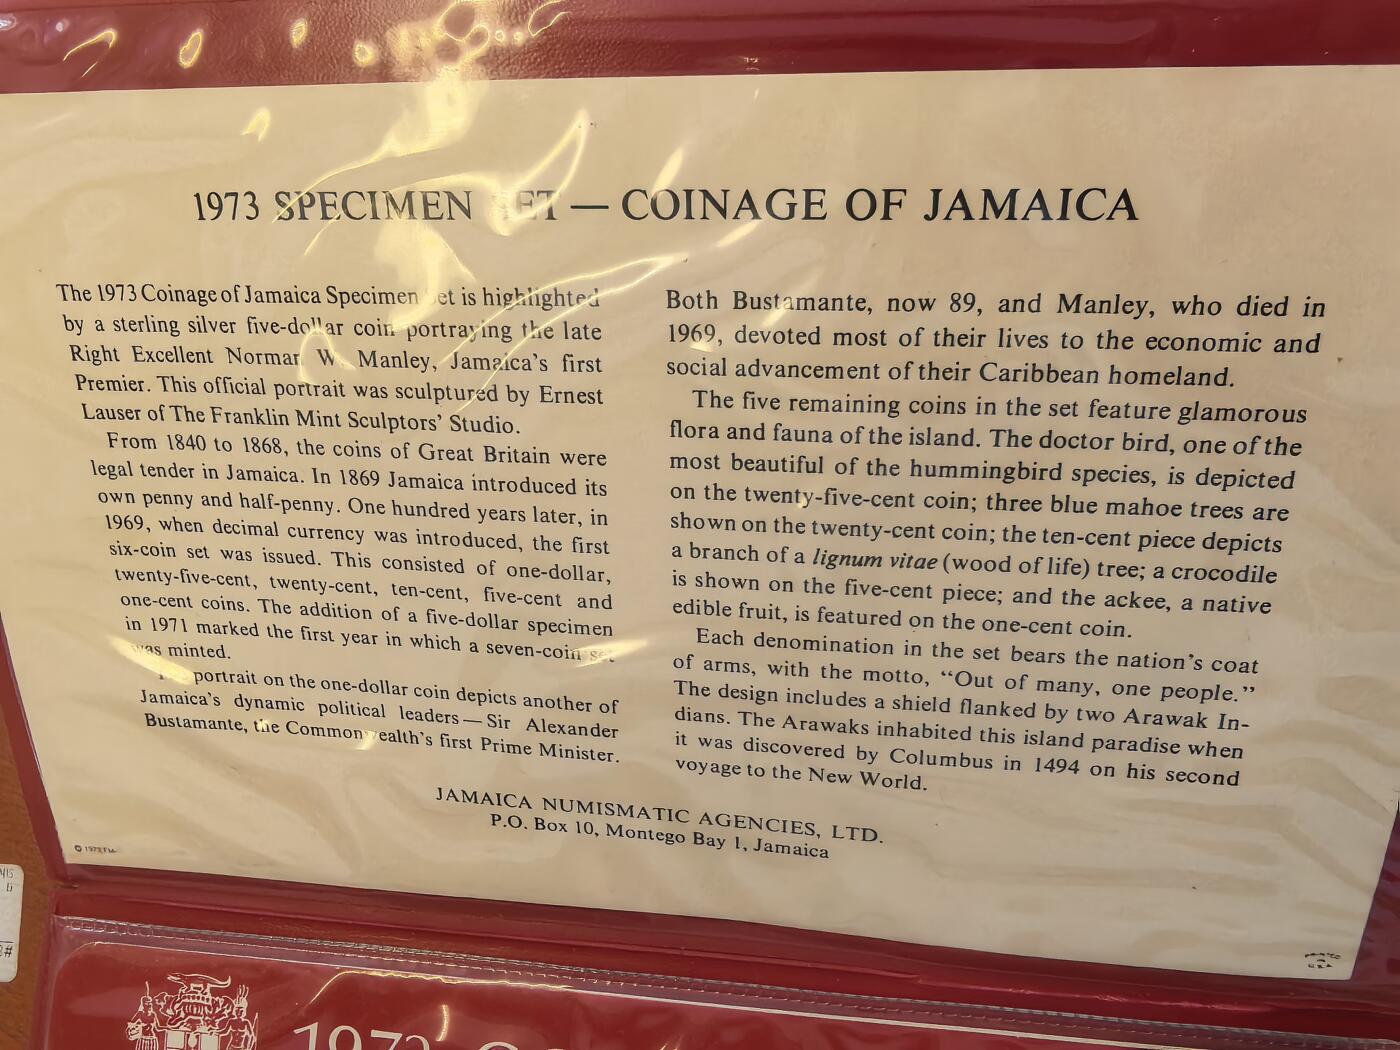 1973 SPECIMEN SET — COINAGE OF JAMAICA
The 1973 Coinage of Jamaica Specimen Set is highlighted
by a sterling silver five-dollar coin portraying the late
Right Excellent Norman W. Manley, Jamaica's first
Premier. This official portrait was sculptured by Ernest
Lauser of The Franklin Mint Sculptors' Studio.
From 1840 to 1868, the coins of Great Britain were
legal tender in Jamaica. In 1869 Jamaica introduced its
own penny and half-penny. One hundred years later, in
1969, when decimal currency was introduced, the first
six-coin set was issued. This consisted of one-dollar,
twenty-five-cent, twenty-cent, ten-cent, five-cent and
one-cent coins. The addition of a five-dollar specimen
in 1971 marked the first year in which a seven-coin set
was minted.
portrait on the one-dollar coin depicts another of
Jamaica's dynamic political leaders — Sir Alexander
Bustamante, the Commonwealth's first Prime Minister.
Both Bustamante, now 89, and Manley, who died in
1969, devoted most of their lives to the economic and
social advancement of their Caribbean homeland.
The five remaining coins in the set feature glamorous
flora and fauna of the island. The doctor bird, one of the
most beautiful of the hummingbird species, is depicted
on the twenty-five-cent coin; three blue mahoe trees are
shown on the twenty-cent coin; the ten-cent piece depicts
a branch of a lignum vitae (wood of life) tree; a crocodile
is shown on the five-cent piece; and the ackee, a native
edible fruit, is featured on the one-cent coin.
Each denomination in the set bears the nation's coat
of arms, with the motto, "Out of many, one people."
The design includes a shield flanked by two Arawak In-
dians. The Arawaks inhabited this island paradise when
it was discovered by Columbus in 1494 on his second
voyage to the New World.
JAMAICA NUMISMATIC AGENCIES, LTD.
P.O. Box 10, Montego Bay 1, Jamaica
© 1973 FM
PRINTED
IN
U.S.A.
1973